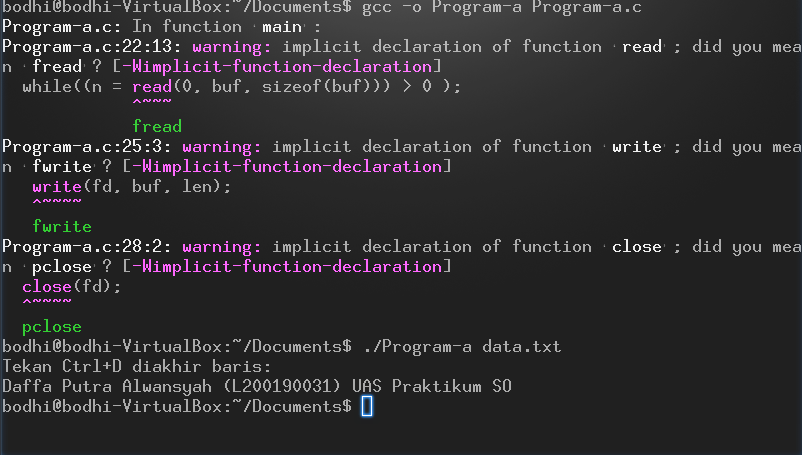 bodhi@bodhi-VirtualBox:~/Documents$ gcc -o Program-a Program-a.c
Program-a.c: In function 'main':
Program-a.c:22:13: warning: implicit declaration of function 'read'; did you mea
n 'fread'? [-Wimplicit-function-declaration]
while((n = read(0, buf, sizeof(buf))) > 0 );
^~~~
fread
Program-a.c:25:3: warning: implicit declaration of function 'write'; did you mea
n 'fwrite'? [-Wimplicit-function-declaration]
write(fd, buf, len);
^~~~~
fwrite
Program-a.c:28:2: warning: implicit declaration of function 'close'; did you mea
n 'pclose'? [-Wimplicit-function-declaration]
close(fd);
^~~~~
pclose
bodhi@bodhi-VirtualBox:~/Documents$ ./Program-a data.txt
Tekan Ctrl+D diakhir baris:
Daffa Putra Alwansyah (L200190031) UAS Praktikum SO
bodhi@bodhi-VirtualBox:~/Documents$